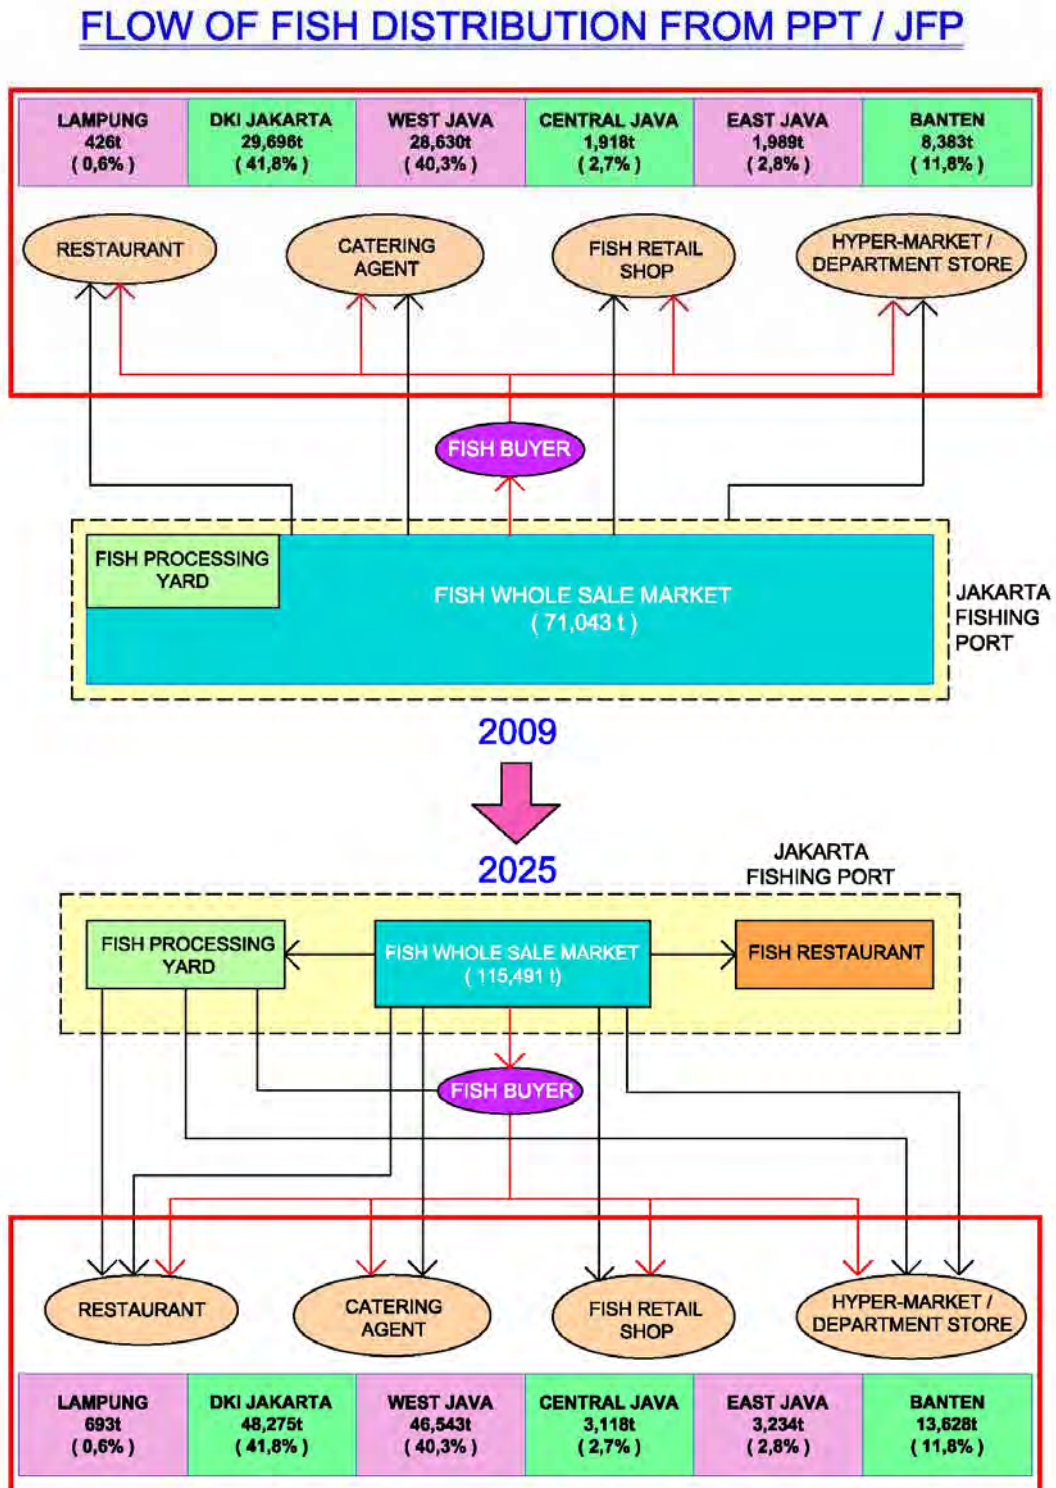 FLOW OF FISH DISTRIBUTION FROM PPT / JFP
LAMPUNG
426t
( 0,6% )
DKI JAKARTA
29,696t
( 41,8% )
WEST JAVA
28,630t
( 40,3% )
CENTRAL JAVA
1,918t
( 2,7% )
EAST JAVA
1,989t
( 2,8% )
BANTEN
8,383t
( 11,8% )
RESTAURANT
CATERING
AGENT
FISH RETAIL
SHOP
HYPER-MARKET /
DEPARTMENT STORE
FISH BUYER
FISH PROCESSING
YARD
FISH WHOLE SALE MARKET
( 71,043 t )
JAKARTA
FISHING
PORT
2009
2025
JAKARTA
FISHING PORT
FISH PROCESSING
YARD
FISH WHOLE SALE MARKET
( 115,491 t)
FISH RESTAURANT
FISH BUYER
RESTAURANT
CATERING
AGENT
FISH RETAIL
SHOP
HYPER-MARKET /
DEPARTMENT STORE
LAMPUNG
693t
( 0,6% )
DKI JAKARTA
48,275t
( 41,8% )
WEST JAVA
46,543t
( 40,3% )
CENTRAL JAVA
3,118t
( 2,7% )
EAST JAVA
3,234t
( 2,8% )
BANTEN
13,628t
( 11,8% )